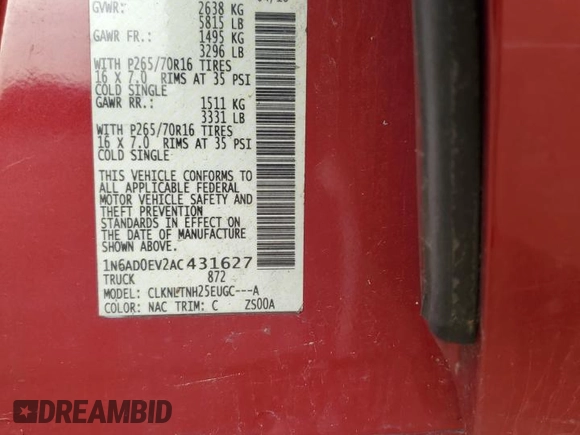 GVWR: 2638 KG
5815 LB
GAWR FR.: 1495 KG
3296 LB
WITH P265/70R16 TIRES
16 X 7.0 RIMS AT 35 PSI
COLD SINGLE
GAWR RR.: 1511 KG
3331 LB
WITH P265/70R16 TIRES
16 X 7.0 RIMS AT 35 PSI
COLD SINGLE
THIS VEHICLE CONFORMS TO
ALL APPLICABLE FEDERAL
MOTOR VEHICLE SAFETY AND
THEFT PREVENTION
STANDARDS IN EFFECT ON
THE DATE OF MANUFACTURE
SHOWN ABOVE.
1N6AD0EV2AC431627
TRUCK 872
MODEL: CLKNLTNH25EUGC---A
COLOR: NAC TRIM: C ZS00A
DREAMBID